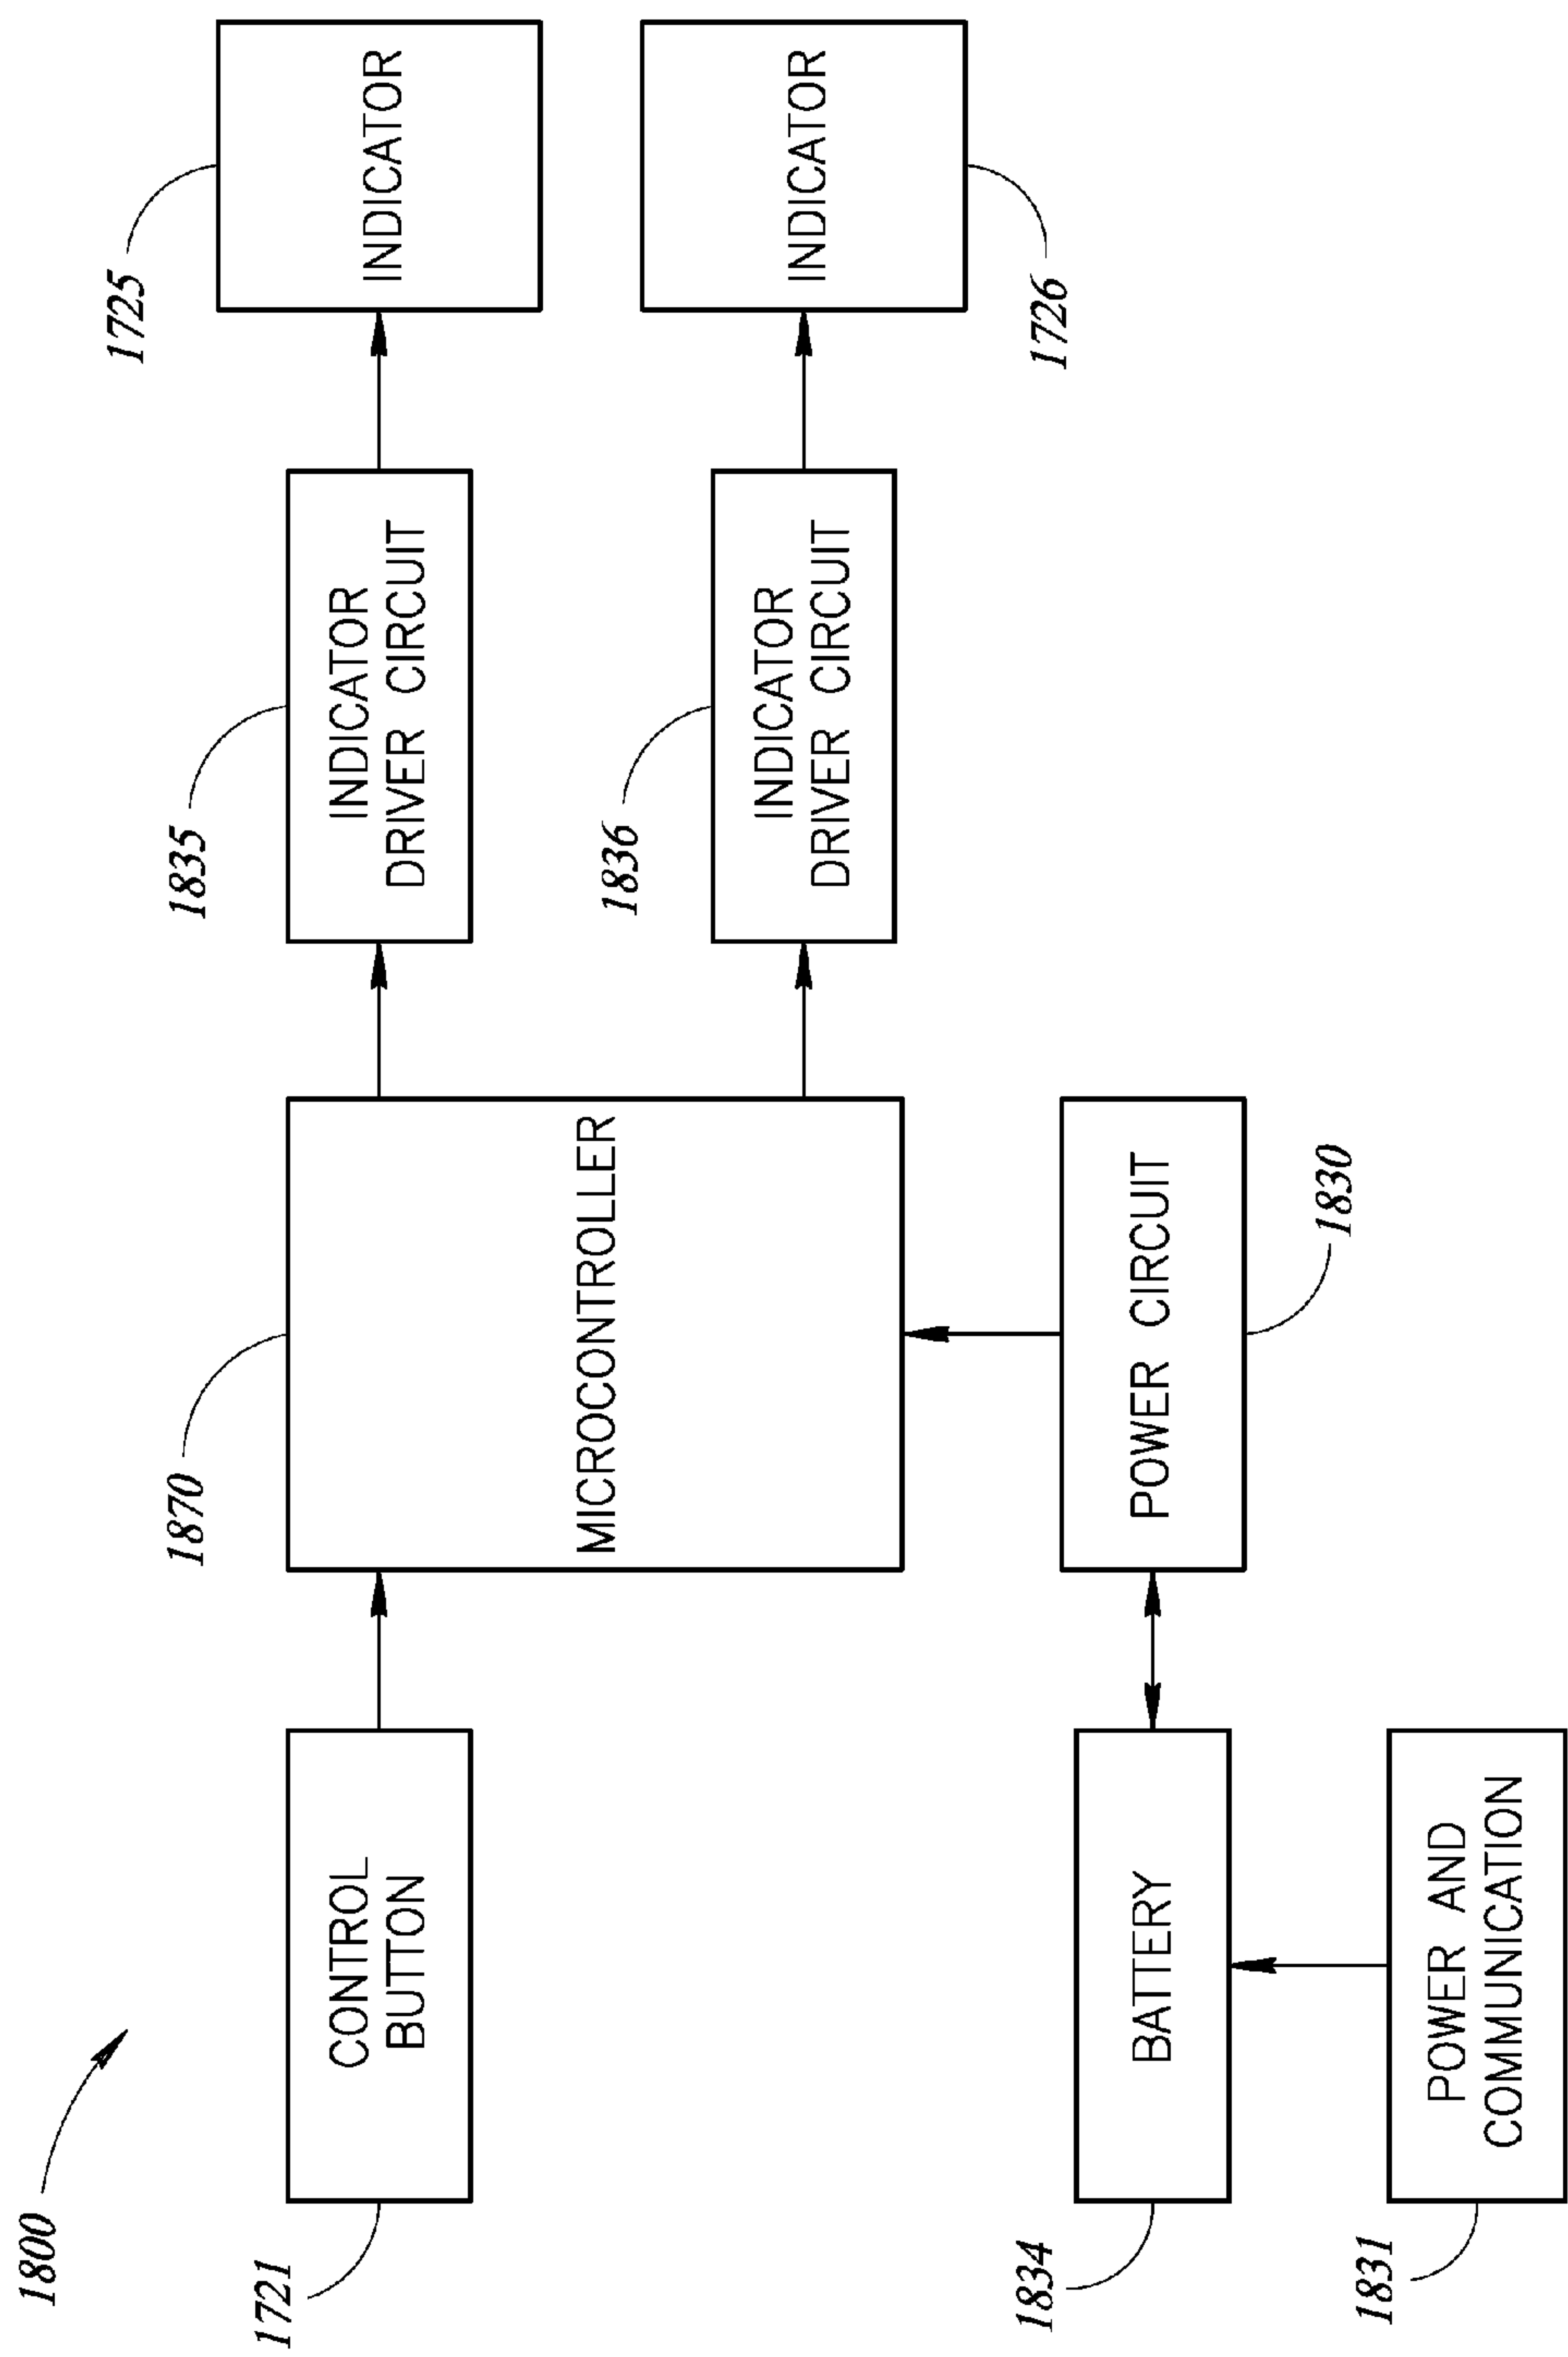 1800
1721
CONTROL
BUTTON
1870
MICROCONTROLLER
1835
INDICATOR
DRIVER CIRCUIT
1725
INDICATOR
1836
INDICATOR
DRIVER CIRCUIT
INDICATOR
1726
1834
BATTERY
POWER CIRCUIT
1830
1831
POWER AND
COMMUNICATION